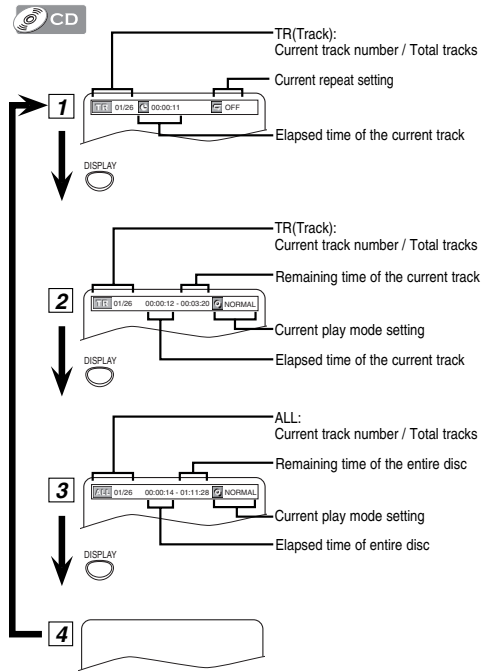 CD
TR(Track):
Current track number / Total tracks
Current repeat setting
1
TR 01/26 00:00:11 OFF
Elapsed time of the current track
DISPLAY
TR(Track):
Current track number / Total tracks
Remaining time of the current track
2
TR 01/26 00:00:12 - 00:03:20 NORMAL
Current play mode setting
Elapsed time of the current track
DISPLAY
ALL:
Current track number / Total tracks
Remaining time of the entire disc
3
ALL 01/26 00:00:14 - 01:11:28 NORMAL
Current play mode setting
Elapsed time of entire disc
DISPLAY
4